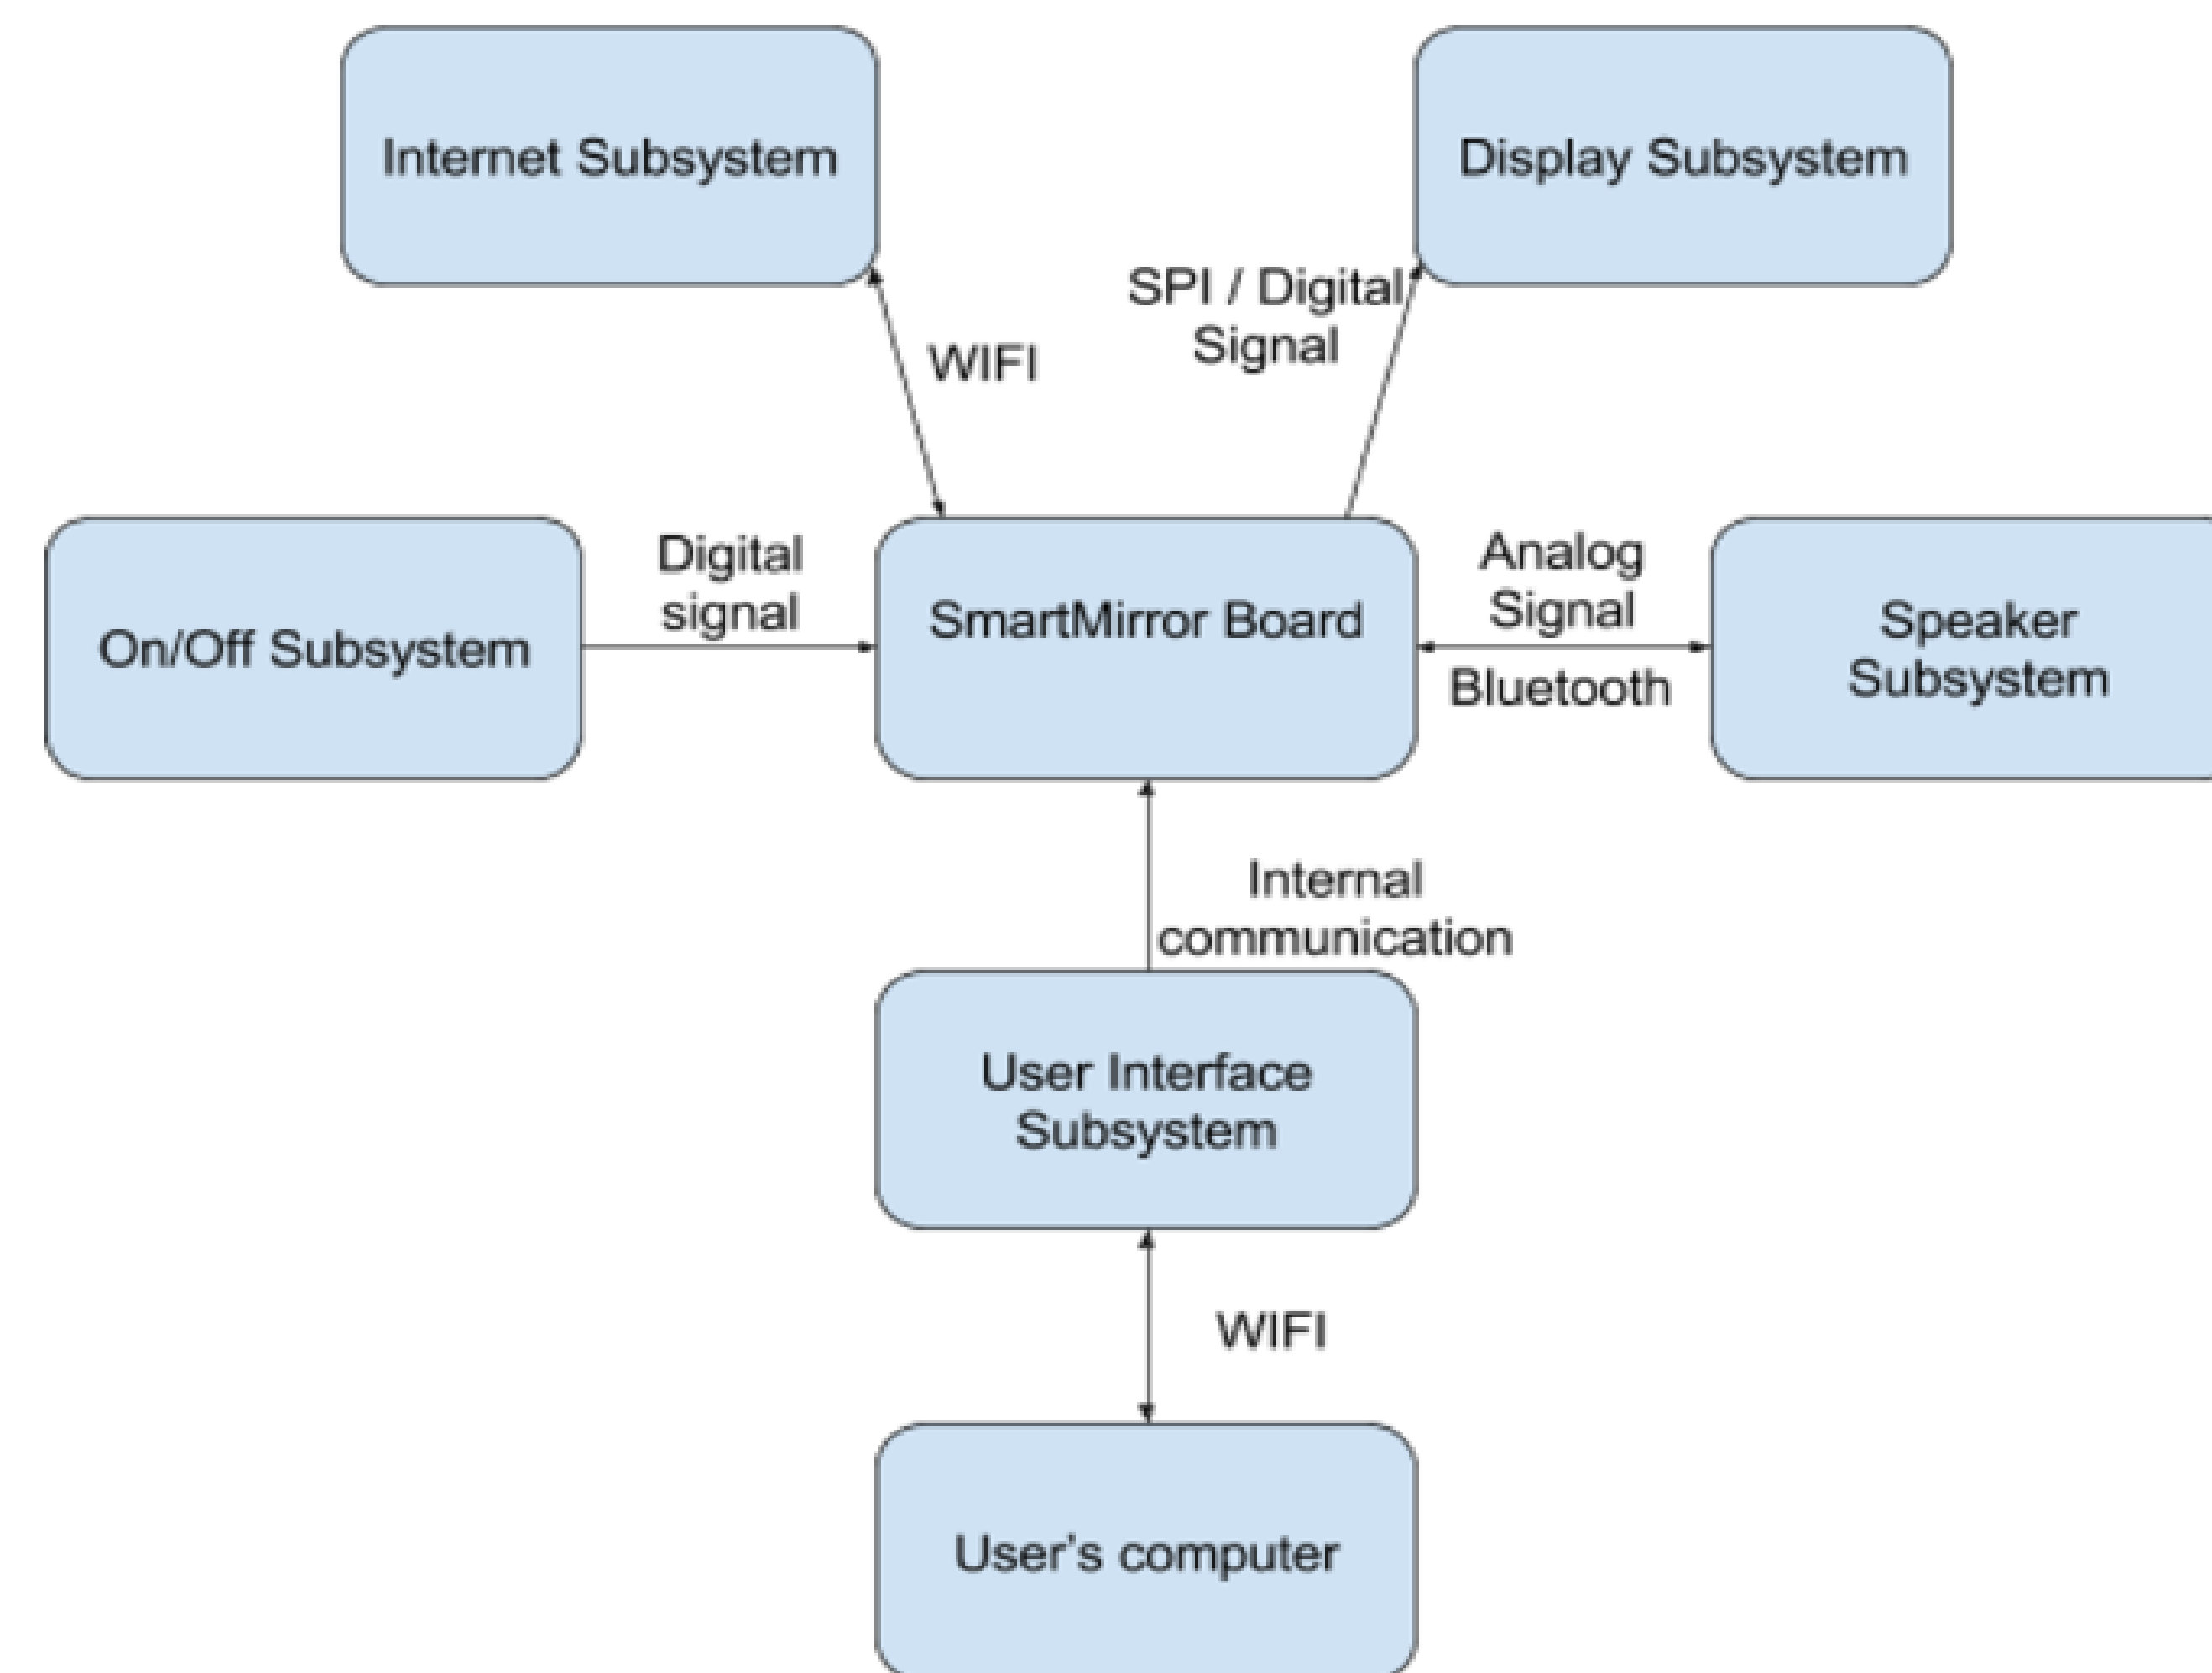 Internet Subsystem
Display Subsystem
SPI / Digital
Signal
WIFI
On/Off Subsystem
Digital
signal
SmartMirror Board
Analog
Signal
Bluetooth
Speaker
Subsystem
Internal
communication
User Interface
Subsystem
WIFI
User’s computer